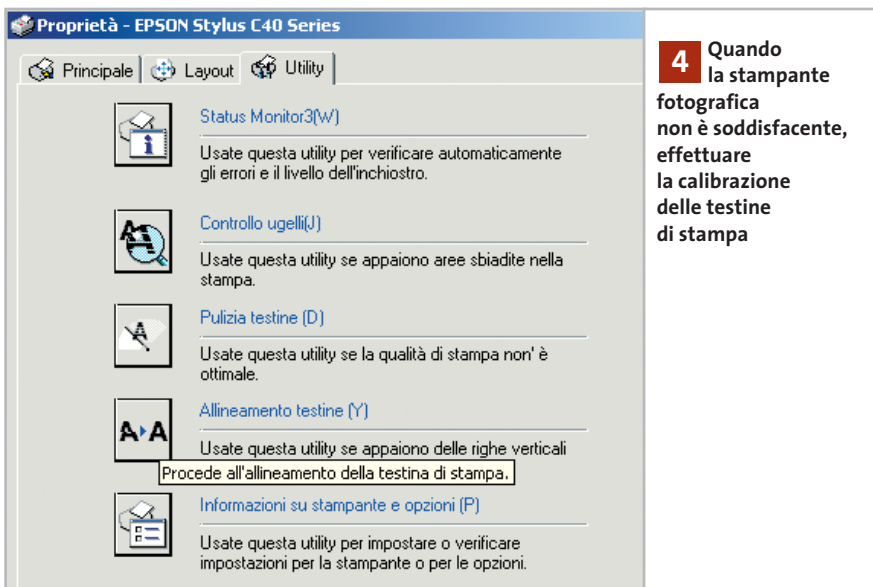 Proprietà - EPSON Stylus C40 Series
Principale Layout Utility
Status Monitor3(W)
Usate questa utility per verificare automaticamente
gli errori e il livello dell'inchiostro.
Controllo ugelli(J)
Usate questa utility se appaiono aree sbiadite nella
stampa.
Pulizia testine (D)
Usate questa utility se la qualità di stampa non' è
ottimale.
Allineamento testine (Y)
Usate questa utility se appaiono delle righe verticali
Procede all'allineamento della testina di stampa.
Informazioni su stampante e opzioni (P)
Usate questa utility per impostare o verificare
impostazioni per la stampante o per le opzioni.
4 Quando
la stampante
fotografica
non è soddisfacente,
effettuare
la calibrazione
delle testine
di stampa